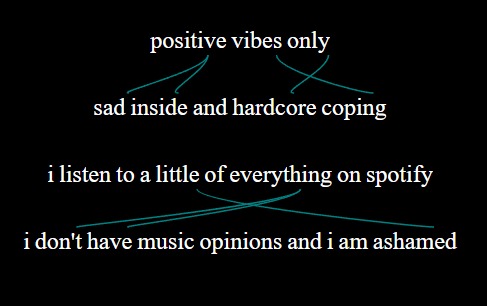 positive vibes only
sad inside and hardcore coping
i listen to a little of everything on spotify
i don't have music opinions and i am ashamed